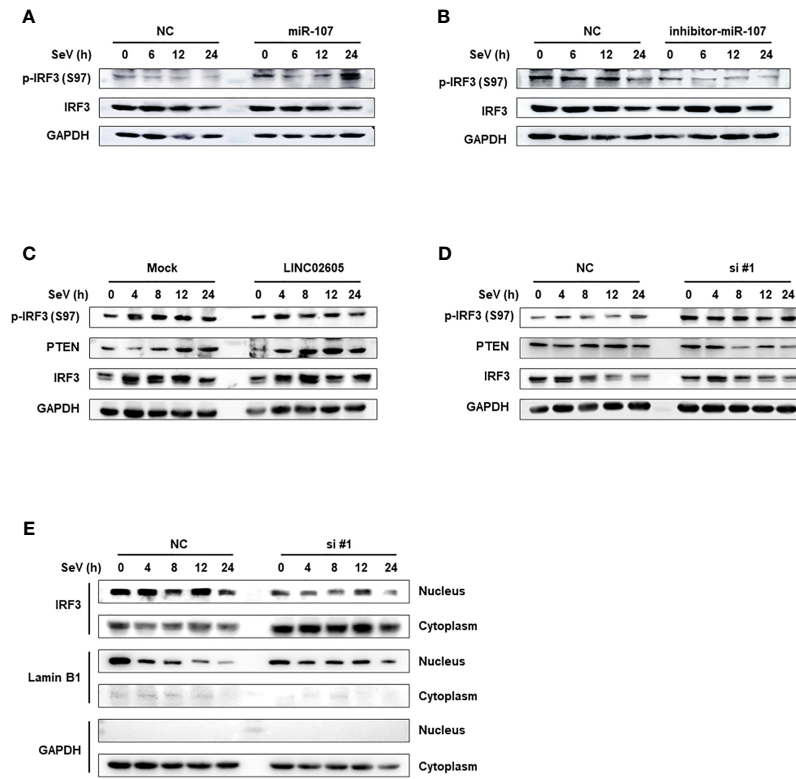 A
NC miR-107
SeV (h) 0 6 12 24 0 6 12 24
p-IRF3 (S97)
IRF3
GAPDH
B
NC inhibitor-miR-107
SeV (h) 0 6 12 24 0 6 12 24
p-IRF3 (S97)
IRF3
GAPDH
C
Mock LINC02605
SeV (h) 0 4 8 12 24 0 4 8 12 24
p-IRF3 (S97)
PTEN
IRF3
GAPDH
D
NC si #1
SeV (h) 0 4 8 12 24 0 4 8 12 24
p-IRF3 (S97)
PTEN
IRF3
GAPDH
E
NC si #1
SeV (h) 0 4 8 12 24 0 4 8 12 24
IRF3 Nucleus
Cytoplasm
Lamin B1 Nucleus
Cytoplasm
GAPDH Nucleus
Cytoplasm